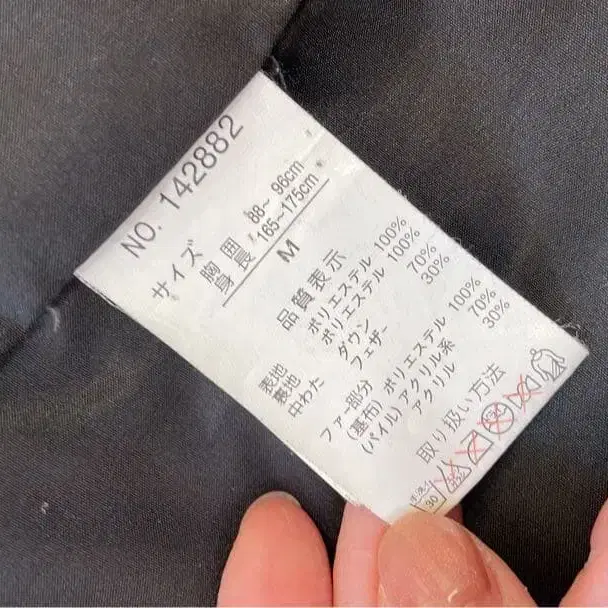 NO. 142882
サイズ
胸囲 88~ 96cm
身長 165~175cm
M
品質表示
表地 ポリエステル 100%
裏地 ポリエステル 100%
中わた ダウン 70%
フェザー 30%
ファー部分
(基布) ポリエステル 100%
(パイル) アクリル系 70%
アクリル 30%
取り扱い方法
手洗イ
30